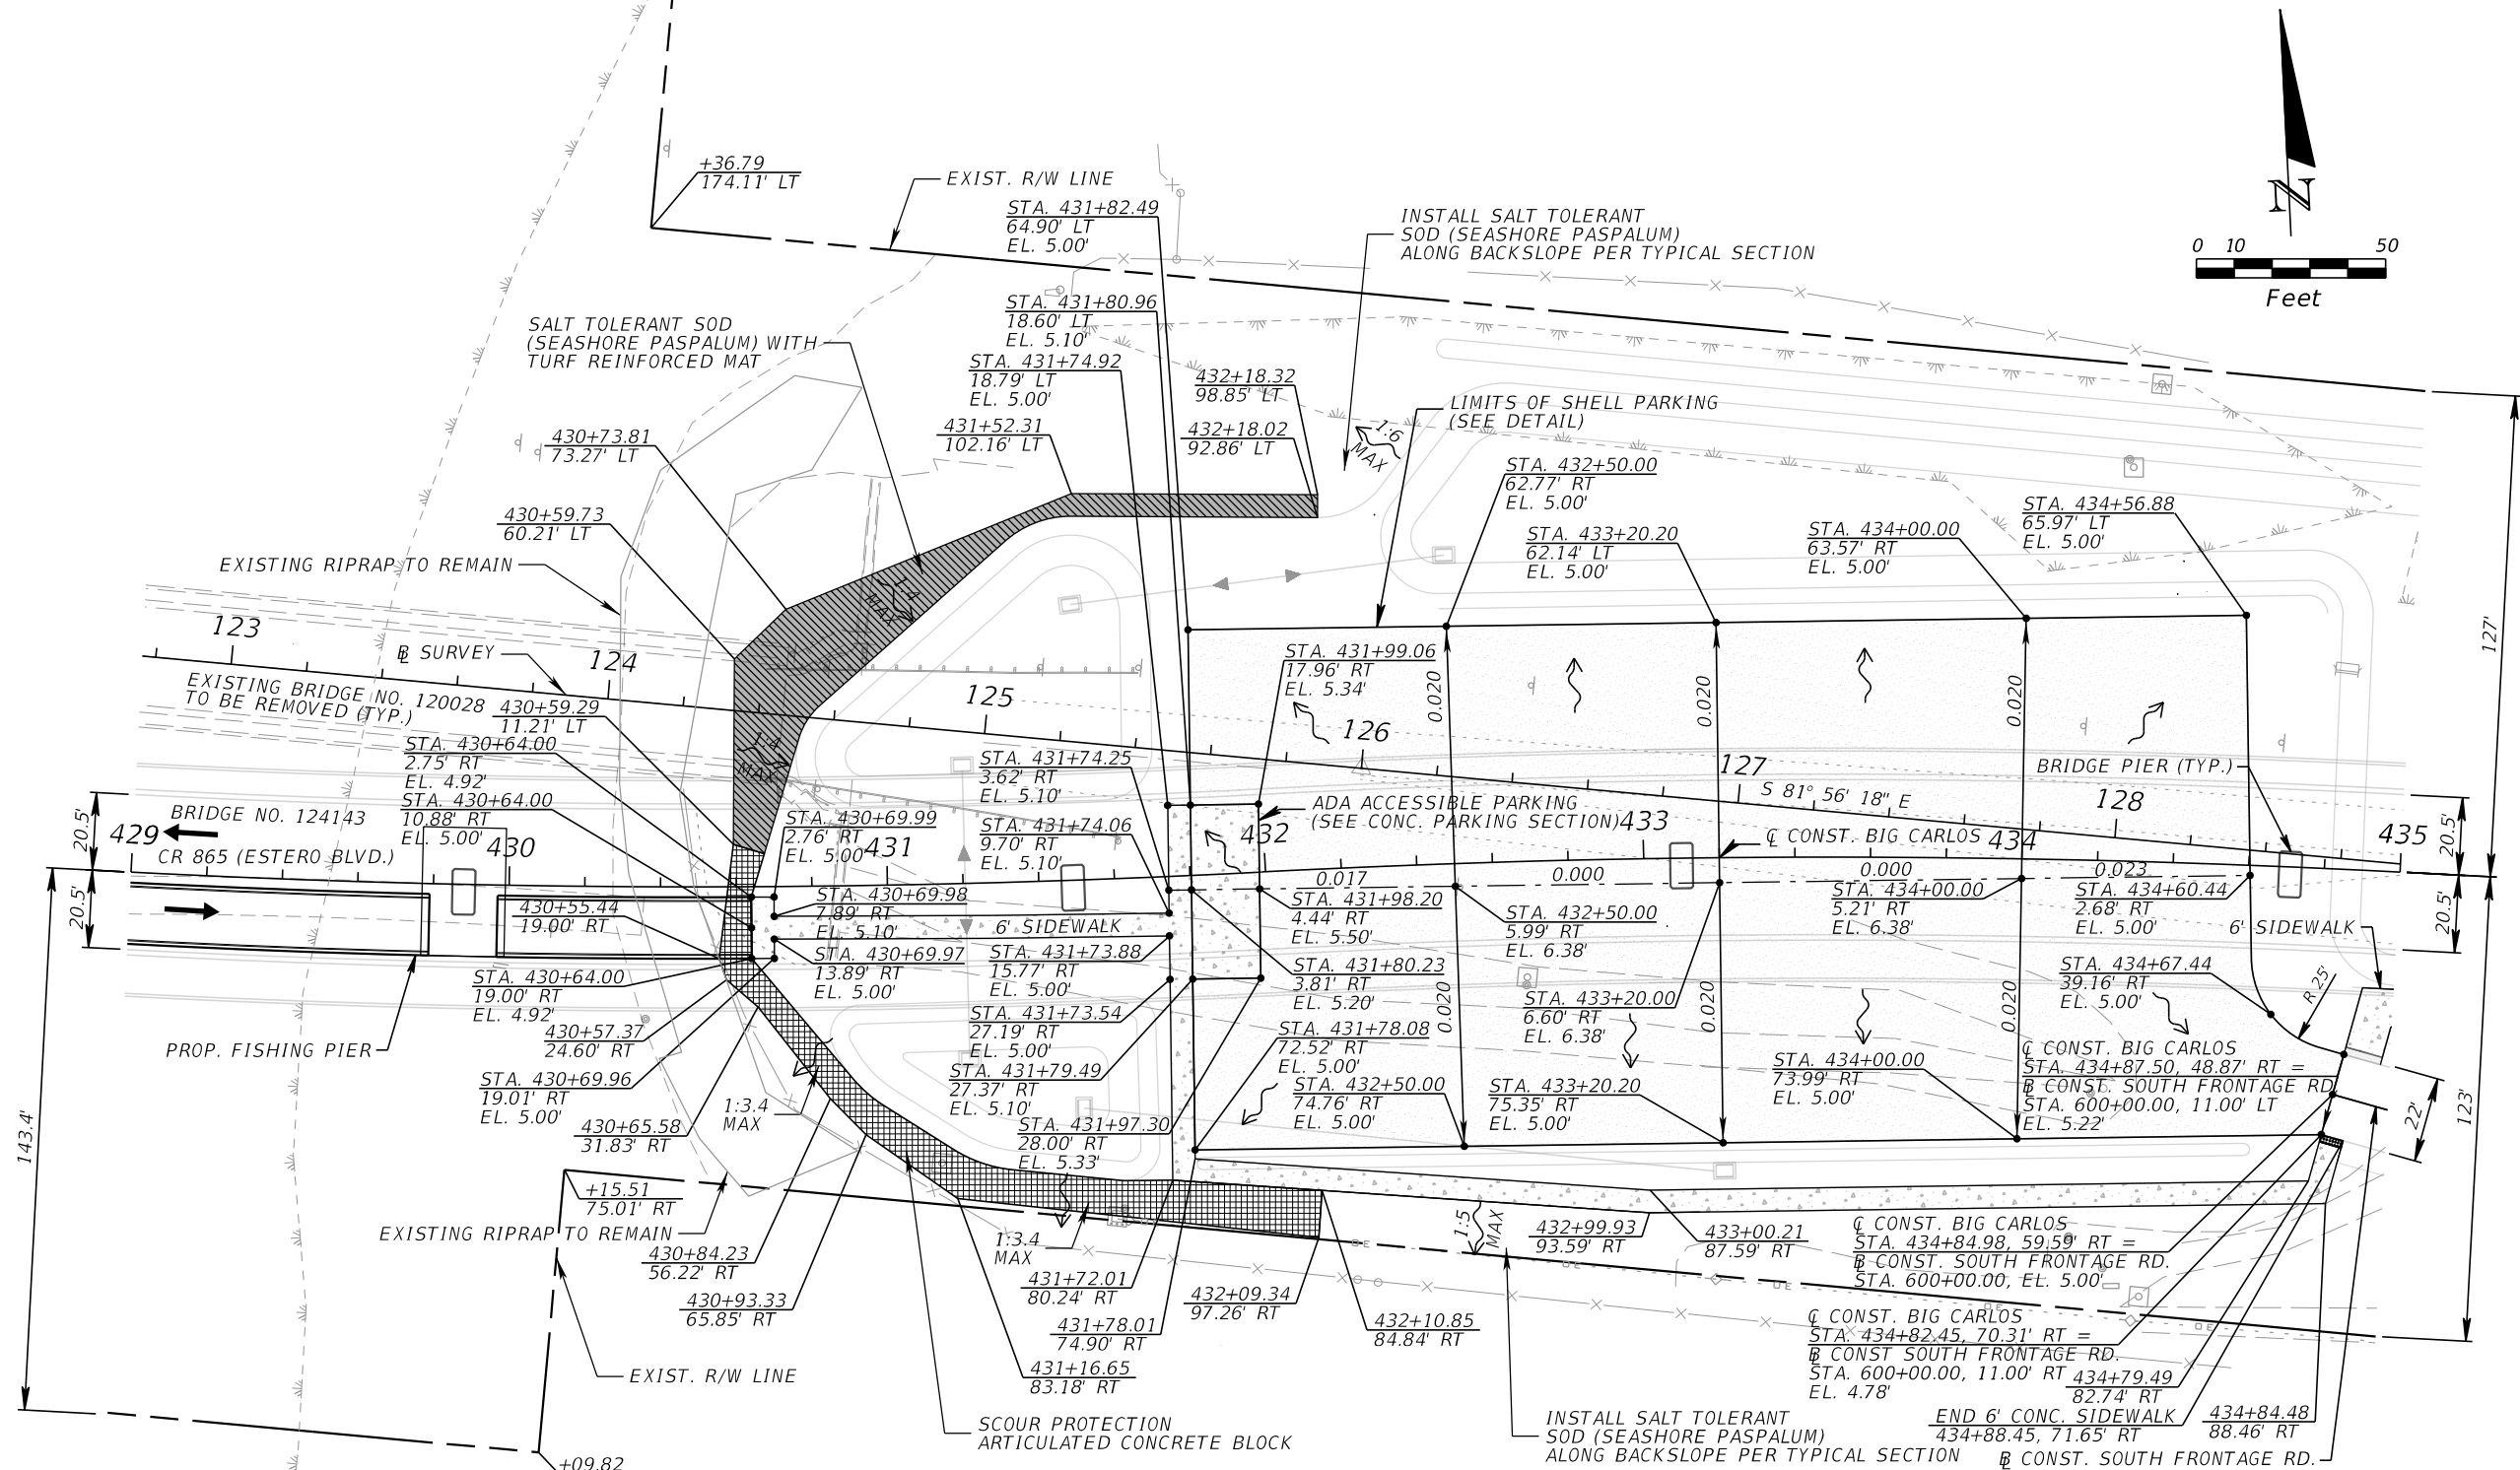 +36.79
174.11' LT
EXIST. R/W LINE
STA. 431+82.49
64.90' LT
EL. 5.00'
INSTALL SALT TOLERANT
SOD (SEASHORE PASPALUM)
ALONG BACKSLOPE PER TYPICAL SECTION
N
0 10 50
Feet
STA. 431+80.96
18.60' LT
EL. 5.10'
SALT TOLERANT SOD
(SEASHORE PASPALUM) WITH
TURF REINFORCED MAT
STA. 431+74.92
18.79' LT
EL. 5.00'
432+18.32
98.85' LT
431+52.31
102.16' LT
432+18.02
92.86' LT
1:6
MAX
LIMITS OF SHELL PARKING
(SEE DETAIL)
430+73.81
73.27' LT
STA. 432+50.00
62.77' RT
EL. 5.00'
STA. 433+20.20
62.14' LT
EL. 5.00'
STA. 434+00.00
63.57' RT
EL. 5.00'
STA. 434+56.88
65.97' LT
EL. 5.00'
430+59.73
60.21' LT
EXISTING RIPRAP TO REMAIN
1:4
MAX
123
124
125
126
127
128
127'
BL SURVEY
EXISTING BRIDGE NO. 120028
TO BE REMOVED (TYP.)
430+59.29
11.21' LT
STA. 431+99.06
17.96' RT
EL. 5.34'
0.020
0.020
0.020
STA. 430+64.00
2.75' RT
EL. 4.92'
1:4
MAX
STA. 431+74.25
3.62' RT
EL. 5.10'
BRIDGE PIER (TYP.)
S 81° 56' 18" E
STA. 430+64.00
10.88' RT
EL. 5.00'
BRIDGE NO. 124143
20.5'
20.5'
CR 865 (ESTERO BLVD.)
429
430
431
432
433
434
435
STA. 430+69.99
2.76' RT
EL. 5.00'
STA. 431+74.06
9.70' RT
EL. 5.10'
ADA ACCESSIBLE PARKING
(SEE CONC. PARKING SECTION)
CL CONST. BIG CARLOS
20.5'
20.5'
0.017
0.000
0.000
0.023
430+55.44
19.00' RT
STA. 430+69.98
7.89' RT
EL. 5.10'
6' SIDEWALK
STA. 431+98.20
4.44' RT
EL. 5.50'
STA. 432+50.00
5.99' RT
EL. 6.38'
STA. 434+00.00
5.21' RT
EL. 6.38'
STA. 434+60.44
2.68' RT
EL. 5.00'
6' SIDEWALK
STA. 430+69.97
13.89' RT
EL. 5.00'
STA. 431+73.88
15.77' RT
EL. 5.00'
STA. 431+80.23
3.81' RT
EL. 5.20'
STA. 434+67.44
39.16' RT
EL. 5.00'
R 25'
STA. 430+64.00
19.00' RT
EL. 4.92'
STA. 431+73.54
27.19' RT
EL. 5.00'
STA. 433+20.00
6.60' RT
EL. 6.38'
0.020
0.020
0.020
430+57.37
24.60' RT
PROP. FISHING PIER
STA. 431+78.08
72.52' RT
EL. 5.00'
STA. 430+69.96
19.01' RT
EL. 5.00'
STA. 431+79.49
27.37' RT
EL. 5.10'
STA. 432+50.00
74.76' RT
EL. 5.00'
STA. 433+20.20
75.35' RT
EL. 5.00'
STA. 434+00.00
73.99' RT
EL. 5.00'
CL CONST. BIG CARLOS
STA. 434+87.50, 48.87' RT =
BL CONST. SOUTH FRONTAGE RD.
STA. 600+00.00, 11.00' LT
EL. 5.22'
22'
123'
143.4'
1:3.4
MAX
430+65.58
31.83' RT
STA. 431+97.30
28.00' RT
EL. 5.33'
+15.51
75.01' RT
EXISTING RIPRAP TO REMAIN
430+84.23
56.22' RT
430+93.33
65.85' RT
1:3.4
MAX
431+72.01
80.24' RT
431+78.01
74.90' RT
432+09.34
97.26' RT
432+10.85
84.84' RT
1:5
MAX
432+99.93
93.59' RT
433+00.21
87.59' RT
CL CONST. BIG CARLOS
STA. 434+84.98, 59.59' RT =
BL CONST. SOUTH FRONTAGE RD.
STA. 600+00.00, EL. 5.00'
CL CONST. BIG CARLOS
STA. 434+82.45, 70.31' RT =
BL CONST SOUTH FRONTAGE RD.
STA. 600+00.00, 11.00' RT
EL. 4.78'
EXIST. R/W LINE
431+16.65
83.18' RT
434+79.49
82.74' RT
END 6' CONC. SIDEWALK
434+88.45, 71.65' RT
434+84.48
88.46' RT
SCOUR PROTECTION
ARTICULATED CONCRETE BLOCK
INSTALL SALT TOLERANT
SOD (SEASHORE PASPALUM)
ALONG BACKSLOPE PER TYPICAL SECTION
BL CONST. SOUTH FRONTAGE RD.
+09.82